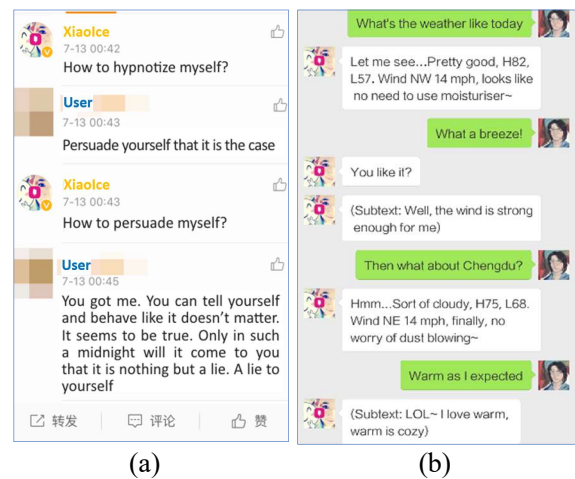 XiaoIce
7-13 00:42
How to hypnotize myself?
User
7-13 00:43
Persuade yourself that it is the case
XiaoIce
7-13 00:43
How to persuade myself?
User
7-13 00:45
You got me. You can tell yourself
and behave like it doesn't matter.
It seems to be true. Only in such
a midnight will it come to you
that it is nothing but a lie. A lie to
yourself
转发 评论 赞
(a)
What's the weather like today
Let me see...Pretty good, H82,
L57. Wind NW 14 mph, looks like
no need to use moisturiser~
What a breeze!
You like it?
(Subtext: Well, the wind is strong
enough for me)
Then what about Chengdu?
Hmm...Sort of cloudy, H75, L68.
Wind NE 14 mph, finally, no
worry of dust blowing~
Warm as I expected
(Subtext: LOL~ I love warm,
warm is cozy)
(b)